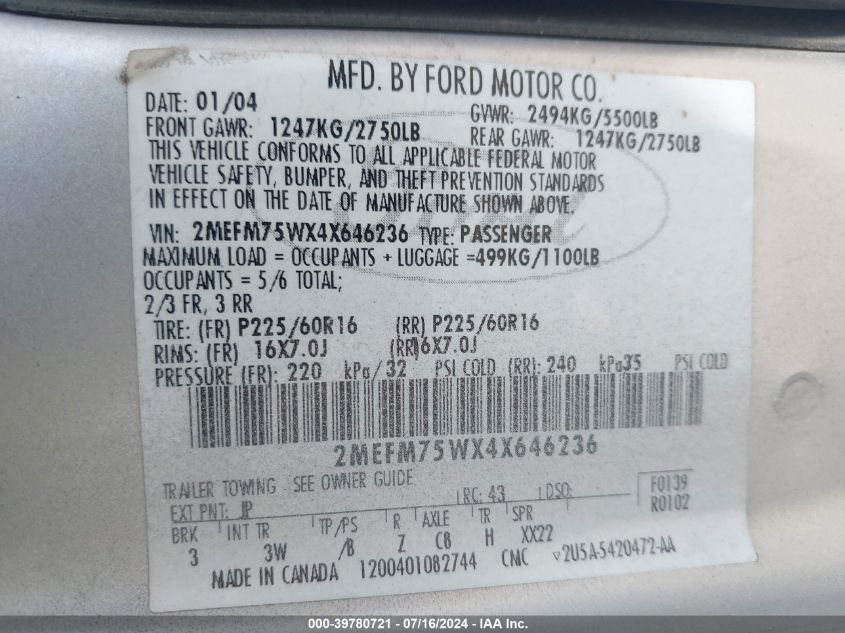 MFD. BY FORD MOTOR CO.
DATE: 01/04
GVWR: 2494KG/5500LB
FRONT GAWR: 1247KG/2750LB
REAR GAWR: 1247KG/2750LB
THIS VEHICLE CONFORMS TO ALL APPLICABLE FEDERAL MOTOR
VEHICLE SAFETY, BUMPER, AND THEFT PREVENTION STANDARDS
IN EFFECT ON THE DATE OF MANUFACTURE SHOWN ABOVE.
VIN: 2MEFM75WX4X646236 TYPE: PASSENGER
MAXIMUM LOAD = OCCUPANTS + LUGGAGE =499KG/1100LB
OCCUPANTS = 5/6 TOTAL;
2/3 FR, 3 RR
TIRE: (FR) P225/60R16 (RR) P225/60R16
RIMS: (FR) 16X7.0J (RR)16X7.0J
PRESSURE (FR): 220 kPa/32 PSI COLD (RR): 240 kPa35 PSI COLD
2MEFM75WX4X646236
TRAILER TOWING - SEE OWNER GUIDE
EXT PNT: JP RC: 43 DSO: F0139
R0102
BRK INT TR TP/PS R AXLE TR SPR
3 3W /B Z C8 H XX22
MADE IN CANADA 1200401082744 CMC ▽2U5A-5420472-AA
000-39780721 - 07/16/2024 - IAA Inc.